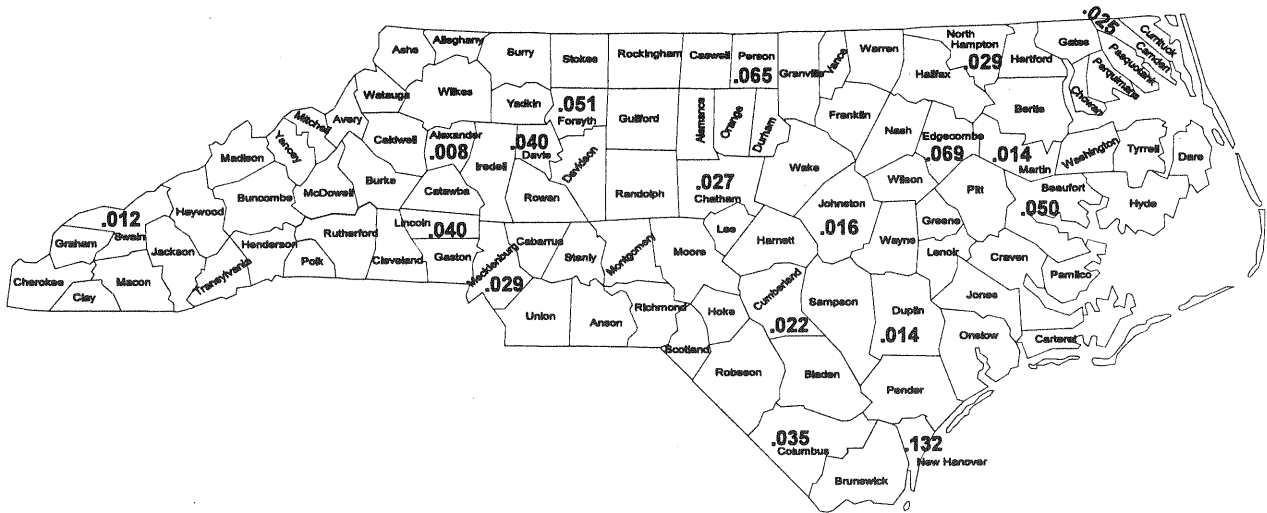 .025
Ashe
Alleghany
Surry
Stokes
Rockingham
Caswell
Person
.065
Granville
Vance
Warren
North
Hampton
.029
Halifax
Hertford
Gates
Currituck
Camden
Pasquotank
Perquimans
Chowan
Watauga
Wilkes
Yadkin
.051
Forsyth
Guilford
Alamance
Orange
Durham
Franklin
Nash
Edgecombe
.069
Bertie
.014
Martin
Washington
Tyrrell
Dare
Mitchell
Avery
Yancey
Madison
Caldwell
Alexander
.008
Iredell
.040
Davie
Davidson
Randolph
.027
Chatham
Wake
Wilson
Pitt
Beaufort
.050
Hyde
Buncombe
McDowell
Burke
Catawba
Rowan
Johnston
.016
Greene
Wayne
Haywood
.012
Swain
Graham
Jackson
Henderson
Transylvania
Polk
Rutherford
Cleveland
Lincoln
.040
Gaston
Mecklenburg
.029
Cabarrus
Stanly
Montgomery
Moore
Lee
Harnett
Lenoir
Craven
Pamlico
Cherokee
Clay
Macon
Union
Anson
Richmond
Scotland
Hoke
Cumberland
.022
Sampson
Duplin
.014
Jones
Onslow
Carteret
Robeson
Bladen
Pender
.035
Columbus
.132
New Hanover
Brunswick